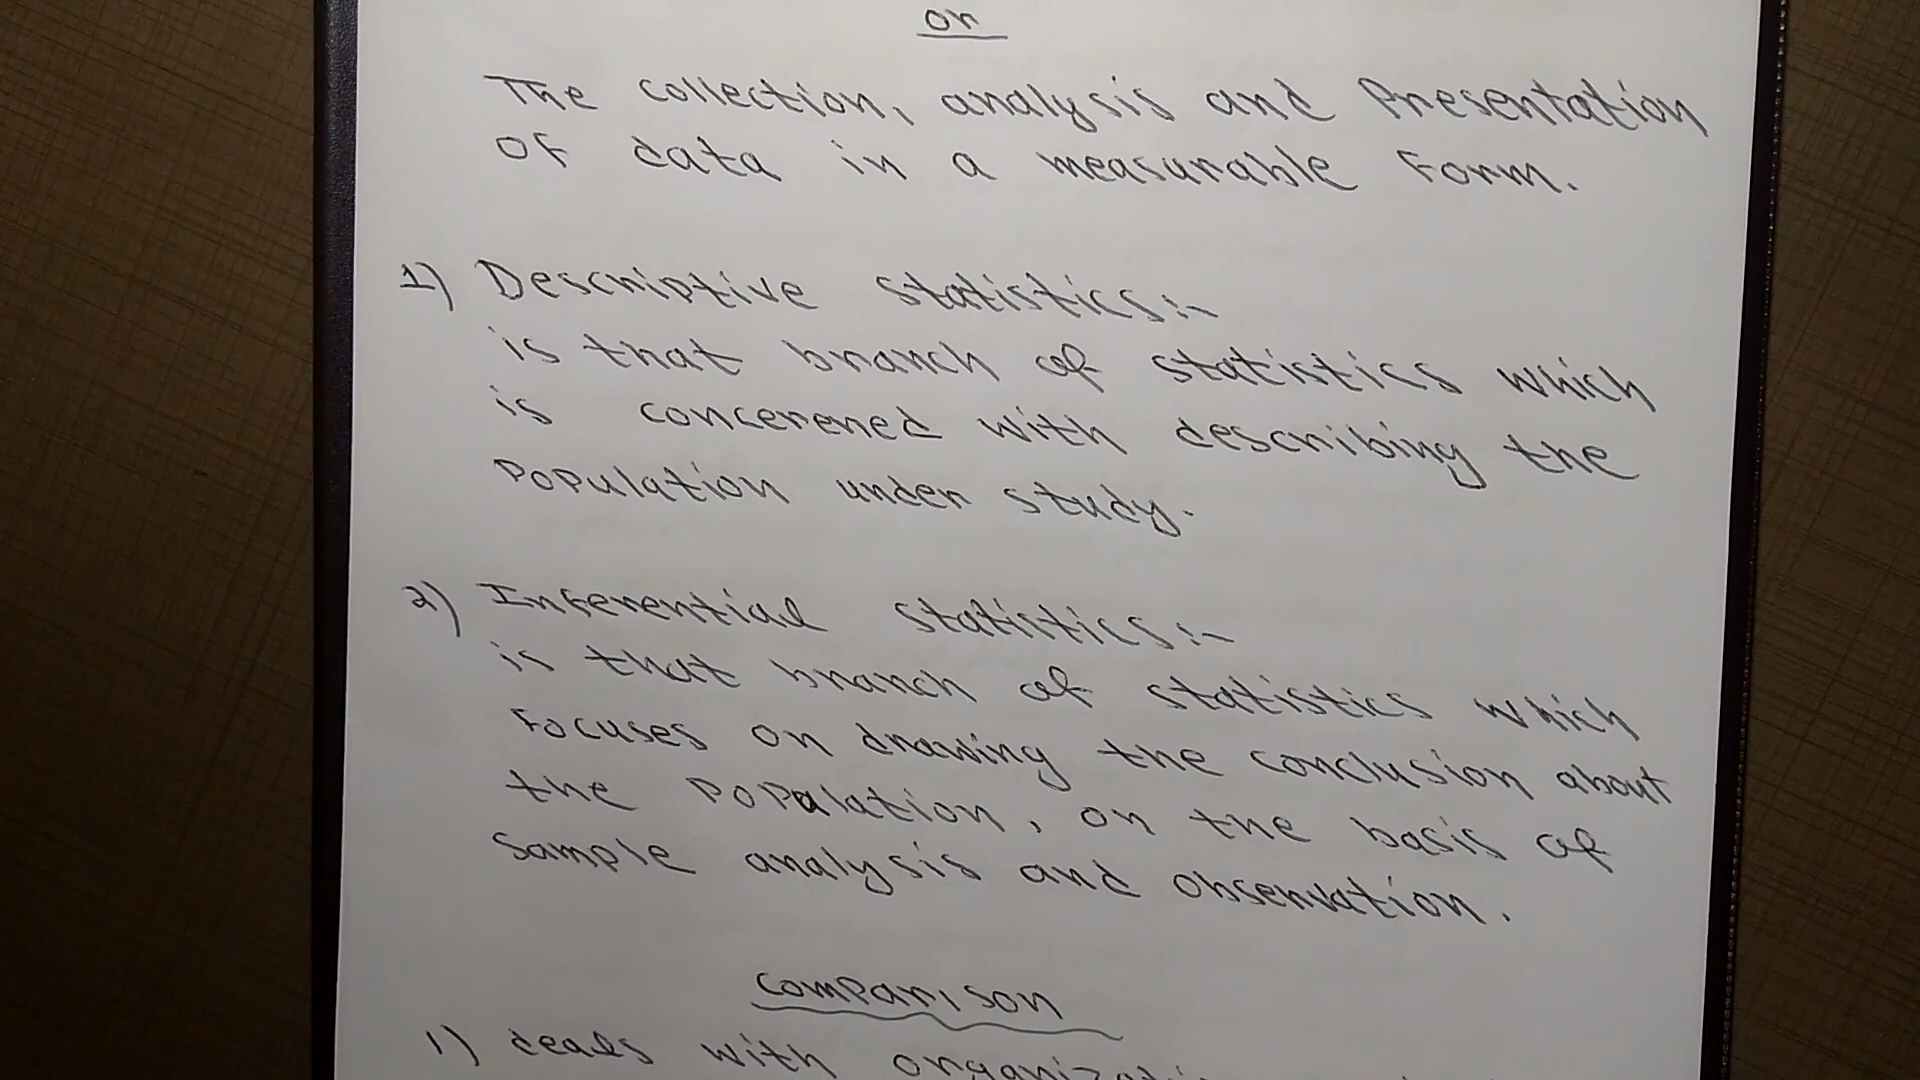 or
The collection, analysis and Presentation
of data in a measurable form.
1) Descriptive statistics:-
is that branch of statistics which
is concerened with describing the
Population under study.
2) Inferential statistics:-
is that branch of statistics which
Focuses on drawing the conclusion about
the Popalation, on the basis of
Sample analysis and observation.
Comparison
1) deals with